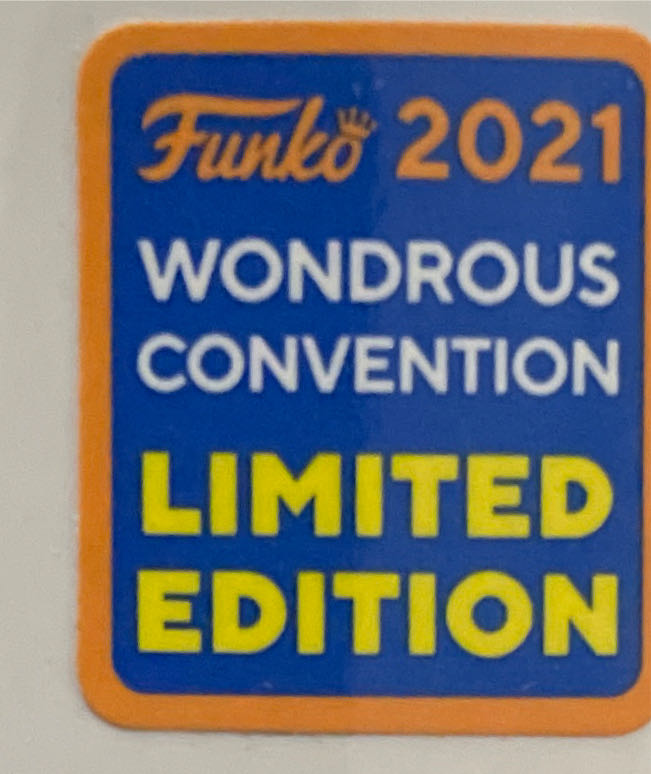 Funko 2021
WONDROUS
CONVENTION
LIMITED
EDITION